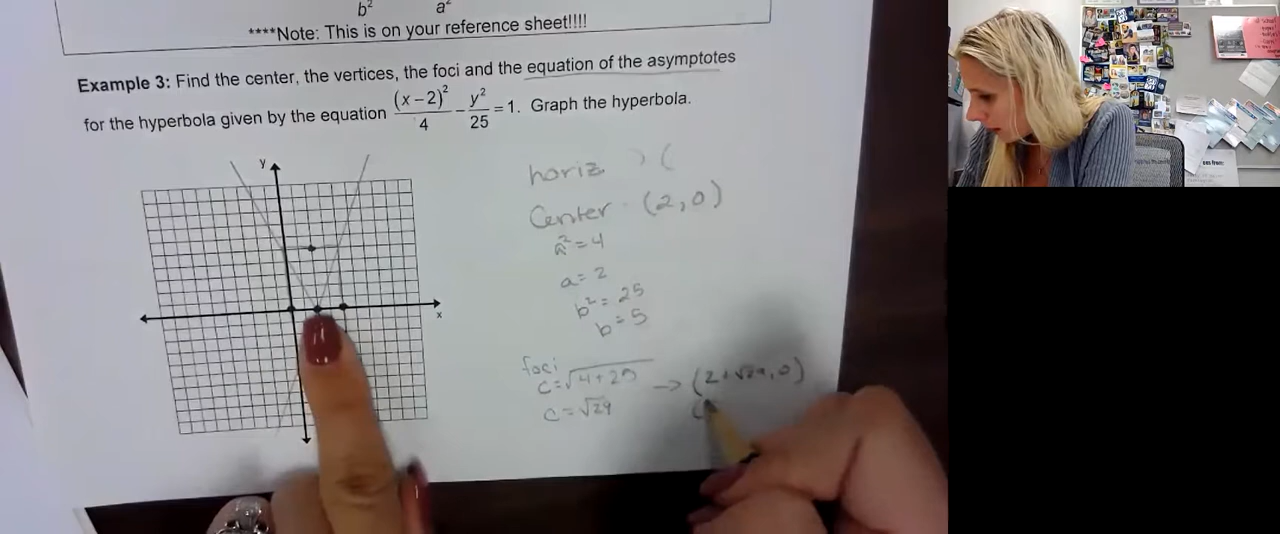 b² a²
****Note: This is on your reference sheet!!!!
Example 3: Find the center, the vertices, the foci and the equation of the asymptotes
for the hyperbola given by the equation (x-2)²/4 - y²/25 = 1. Graph the hyperbola.
y
x
horiz
Center (2,0)
a²=4
a=2
b²=25
b=5
foci
c=√4+25 → (2+√29,0)
c=√29 (